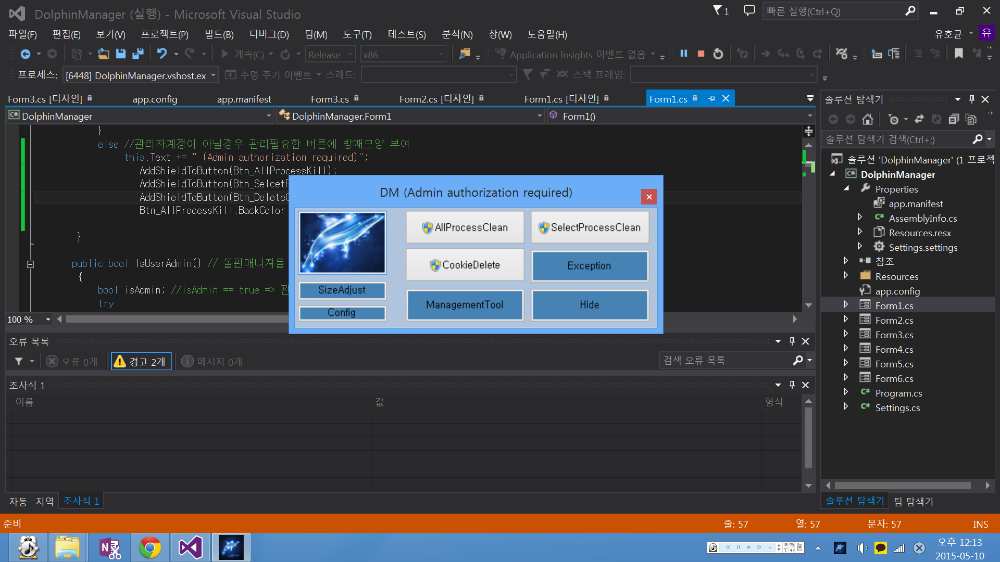 DolphinManager (실행) - Microsoft Visual Studio
1
빠른 실행(Ctrl+Q)
파일(F) 편집(E) 보기(V) 프로젝트(P) 빌드(B) 디버그(D) 팀(M) 도구(T) 테스트(S) 분석(N) 창(W) 도움말(H)
유호균 유
계속(C) Release x86 Application Insights 이벤트 없음
프로세스: [6448] DolphinManager.vshost.ex 수명 주기 이벤트 스레드: 스택 프레임:
Form3.cs [디자인] app.config app.manifest Form3.cs Form2.cs [디자인] Form1.cs [디자인] Form1.cs
DolphinManager DolphinManager.Form1 Form1()
}
else //관리자계정이 아닐경우 관리필요한 버튼에 방패모양 부여
this.Text += " (Admin authorization required)";
AddShieldToButton(Btn_AllProcessKill);
AddShieldToButton(Btn_Selcet
AddShieldToButton(Btn_Delete
Btn_AllProcessKill.BackColor
}
public bool IsUserAdmin() // 돌핀매니져를
{
bool isAdmin; //isAdmin == true => 관
try
100 %
DM (Admin authorization required)
AllProcessClean
SelectProcessClean
CookieDelete
Exception
SizeAdjust
Config
ManagementTool
Hide
오류 목록
오류 0개 경고 2개 메시지 0개
검색 오류 목록
조사식 1
이름 값 형식
자동 지역 조사식 1
솔루션 탐색기
솔루션 탐색기 검색(Ctrl+;)
솔루션 'DolphinManager' (1 프로젝
DolphinManager
Properties
app.manifest
AssemblyInfo.cs
Resources.resx
Settings.settings
참조
Resources
app.config
Form1.cs
Form2.cs
Form3.cs
Form4.cs
Form5.cs
Form6.cs
Program.cs
Settings.cs
솔루션 탐색기 팀 탐색기
준비
줄: 57 열: 57 문자: 57 INS
오후 12:13
2015-05-10